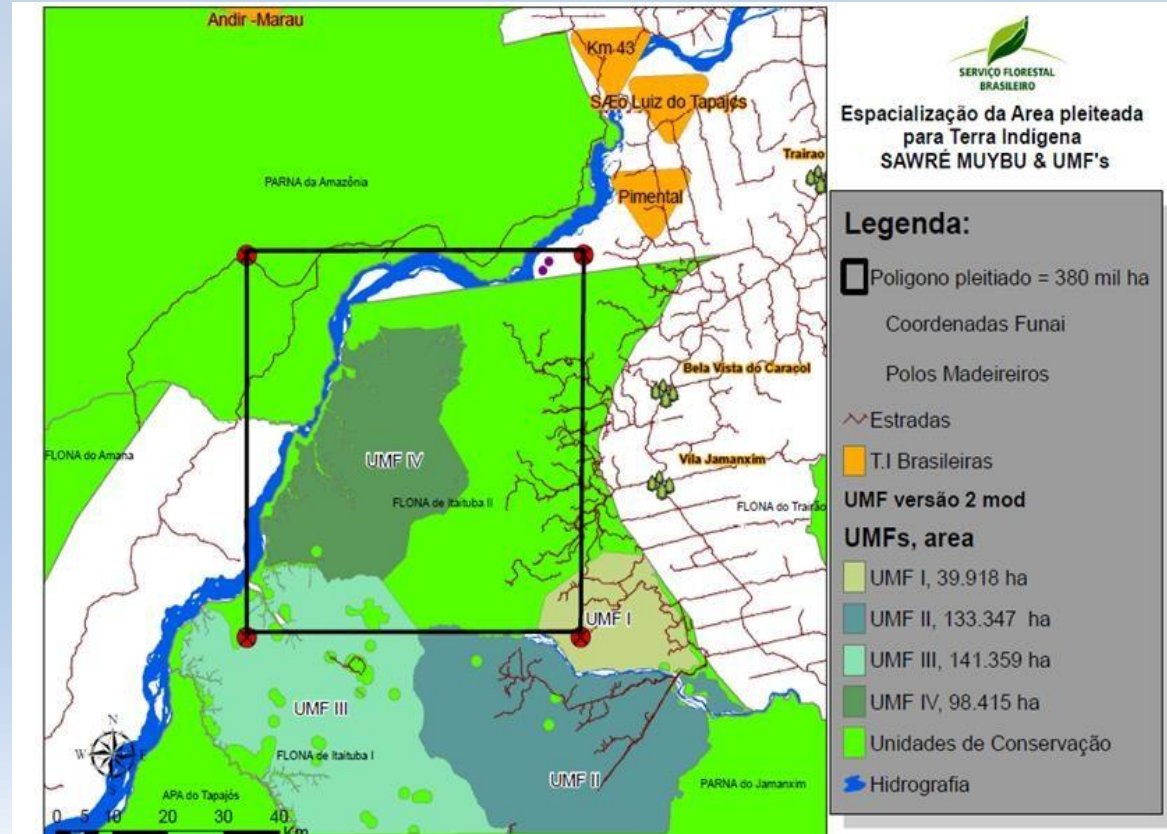 Andir -Marau
Km 43
SÆo Luiz do Tapajós
Trairao
PARNA da Amazônia
Pimental
Bela Vista do Caracol
FLONA do Amana
UMF IV
Vila Jamanxim
FLONA de Itaituba II
FLONA do Trairão
UMF I
UMF III
FLONA de Itaituba I
UMF II
PARNA do Jamanxim
APA do Tapajós
N
W
E
S
0 5 10 20 30 40
Km
SERVIÇO FLORESTAL
BRASILEIRO
Espacialização da Area pleiteada
para Terra Indígena
SAWRÉ MUYBU & UMF's
Legenda:
Poligono pleitiado = 380 mil ha
Coordenadas Funai
Polos Madeireiros
Estradas
T.I Brasileiras
UMF versão 2 mod
UMFs, area
UMF I, 39.918 ha
UMF II, 133.347 ha
UMF III, 141.359 ha
UMF IV, 98.415 ha
Unidades de Conservação
Hidrografia